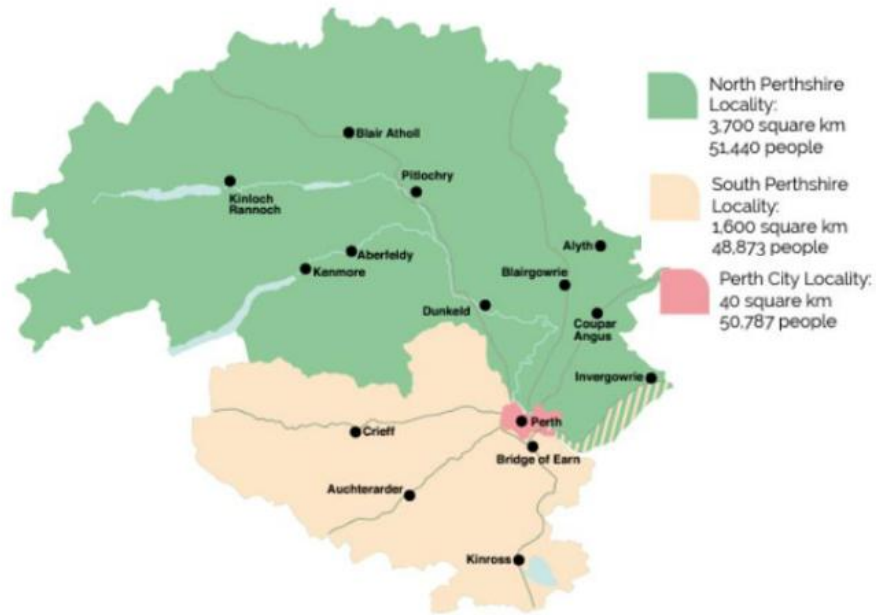 Blair Atholl
Pitlochry
Kinloch
Rannoch
Aberfeldy
Kenmore
Alyth
Blairgowrie
Dunkeld
Coupar
Angus
Invergowrie
Perth
Crieff
Bridge of Earn
Auchterarder
Kinross
North Perthshire
Locality:
3,700 square km
51,440 people
South Perthshire
Locality:
1,600 square km
48,873 people
Perth City Locality:
40 square km
50,787 people